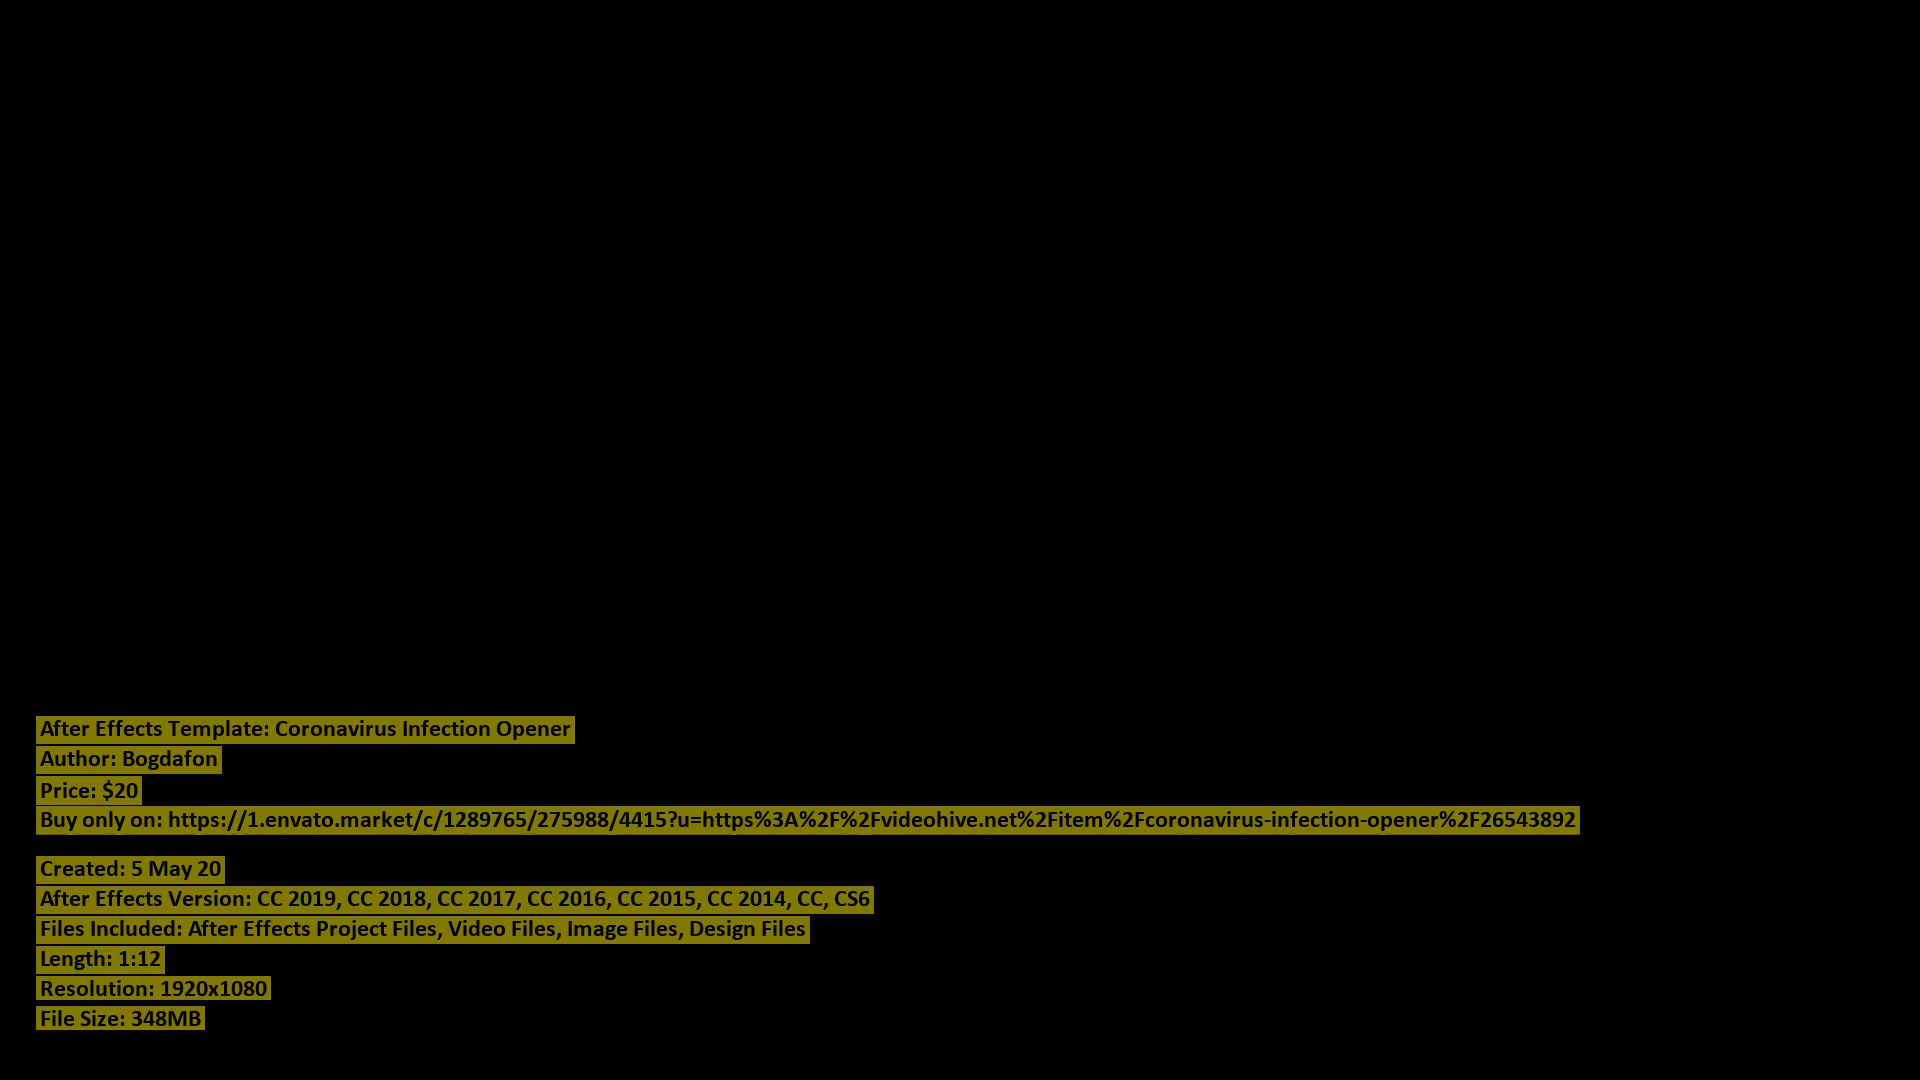 After Effects Template: Coronavirus Infection Opener
Author: Bogdafon
Price: $20
Buy only on: https://1.envato.market/c/1289765/275988/4415?u=https%3A%2F%2Fvideohive.net%2Fitem%2Fcoronavirus-infection-opener%2F26543892
Created: 5 May 20
After Effects Version: CC 2019, CC 2018, CC 2017, CC 2016, CC 2015, CC 2014, CC, CS6
Files Included: After Effects Project Files, Video Files, Image Files, Design Files
Length: 1:12
Resolution: 1920x1080
File Size: 348MB